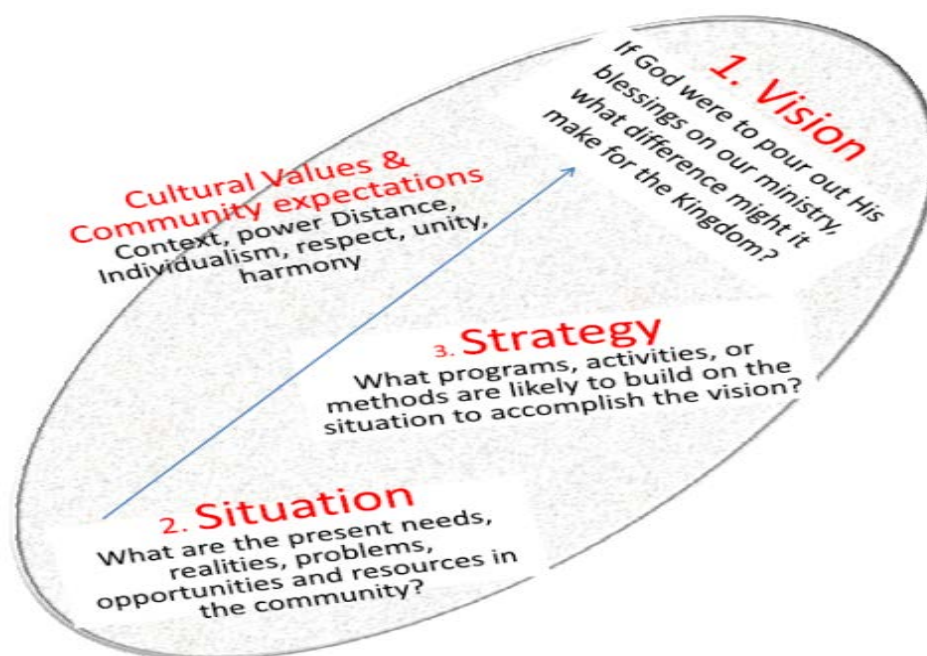 1. Vision
If God were to pour out His
blessings on our ministry,
what difference might it
make for the Kingdom?
Cultural Values &
Community expectations
Context, power Distance,
Individualism, respect, unity,
harmony
3. Strategy
What programs, activities, or
methods are likely to build on the
situation to accomplish the vision?
2. Situation
What are the present needs,
realities, problems,
opportunities and resources in
the community?